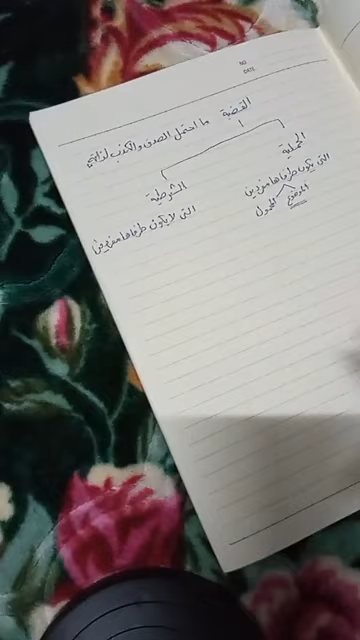 NO
DATE
القضية ما احتمل الصدق والكذب لذاته
الحملية
التي يكون طرفاها مفردين
الموضوع المحمول
الشرطية
التي لا يكون طرفاها مفردين